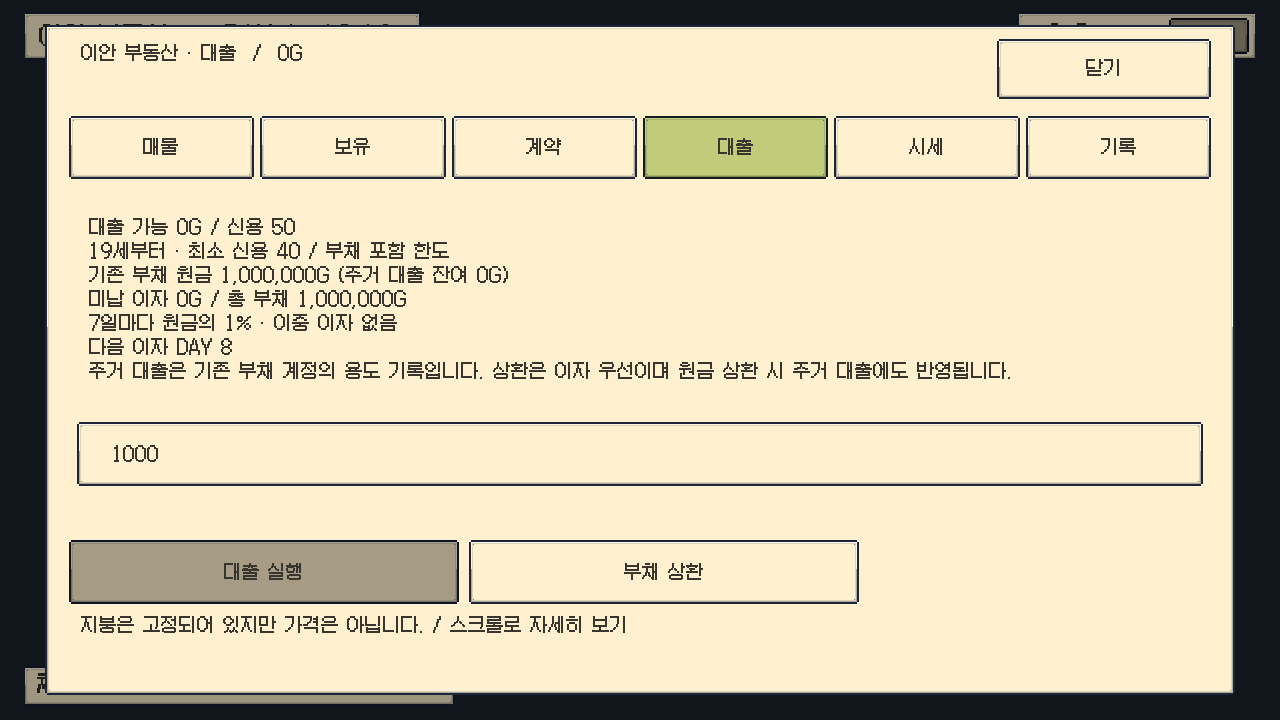 이안 부동산 · 대출 / 0G
닫기
매물
보유
계약
대출
시세
기록
대출 가능 0G / 신용 50
19세부터 · 최소 신용 40 / 부채 포함 한도
기존 부채 원금 1,000,000G (주거 대출 잔여 0G)
미납 이자 0G / 총 부채 1,000,000G
7일마다 원금의 1% · 이중 이자 없음
다음 이자 DAY 8
주거 대출은 기존 부채 계정의 용도 기록입니다. 상환은 이자 우선이며 원금 상환 시 주거 대출에도 반영됩니다.
1000
대출 실행
부채 상환
지붕은 고정되어 있지만 가격은 아닙니다. / 스크롤로 자세히 보기